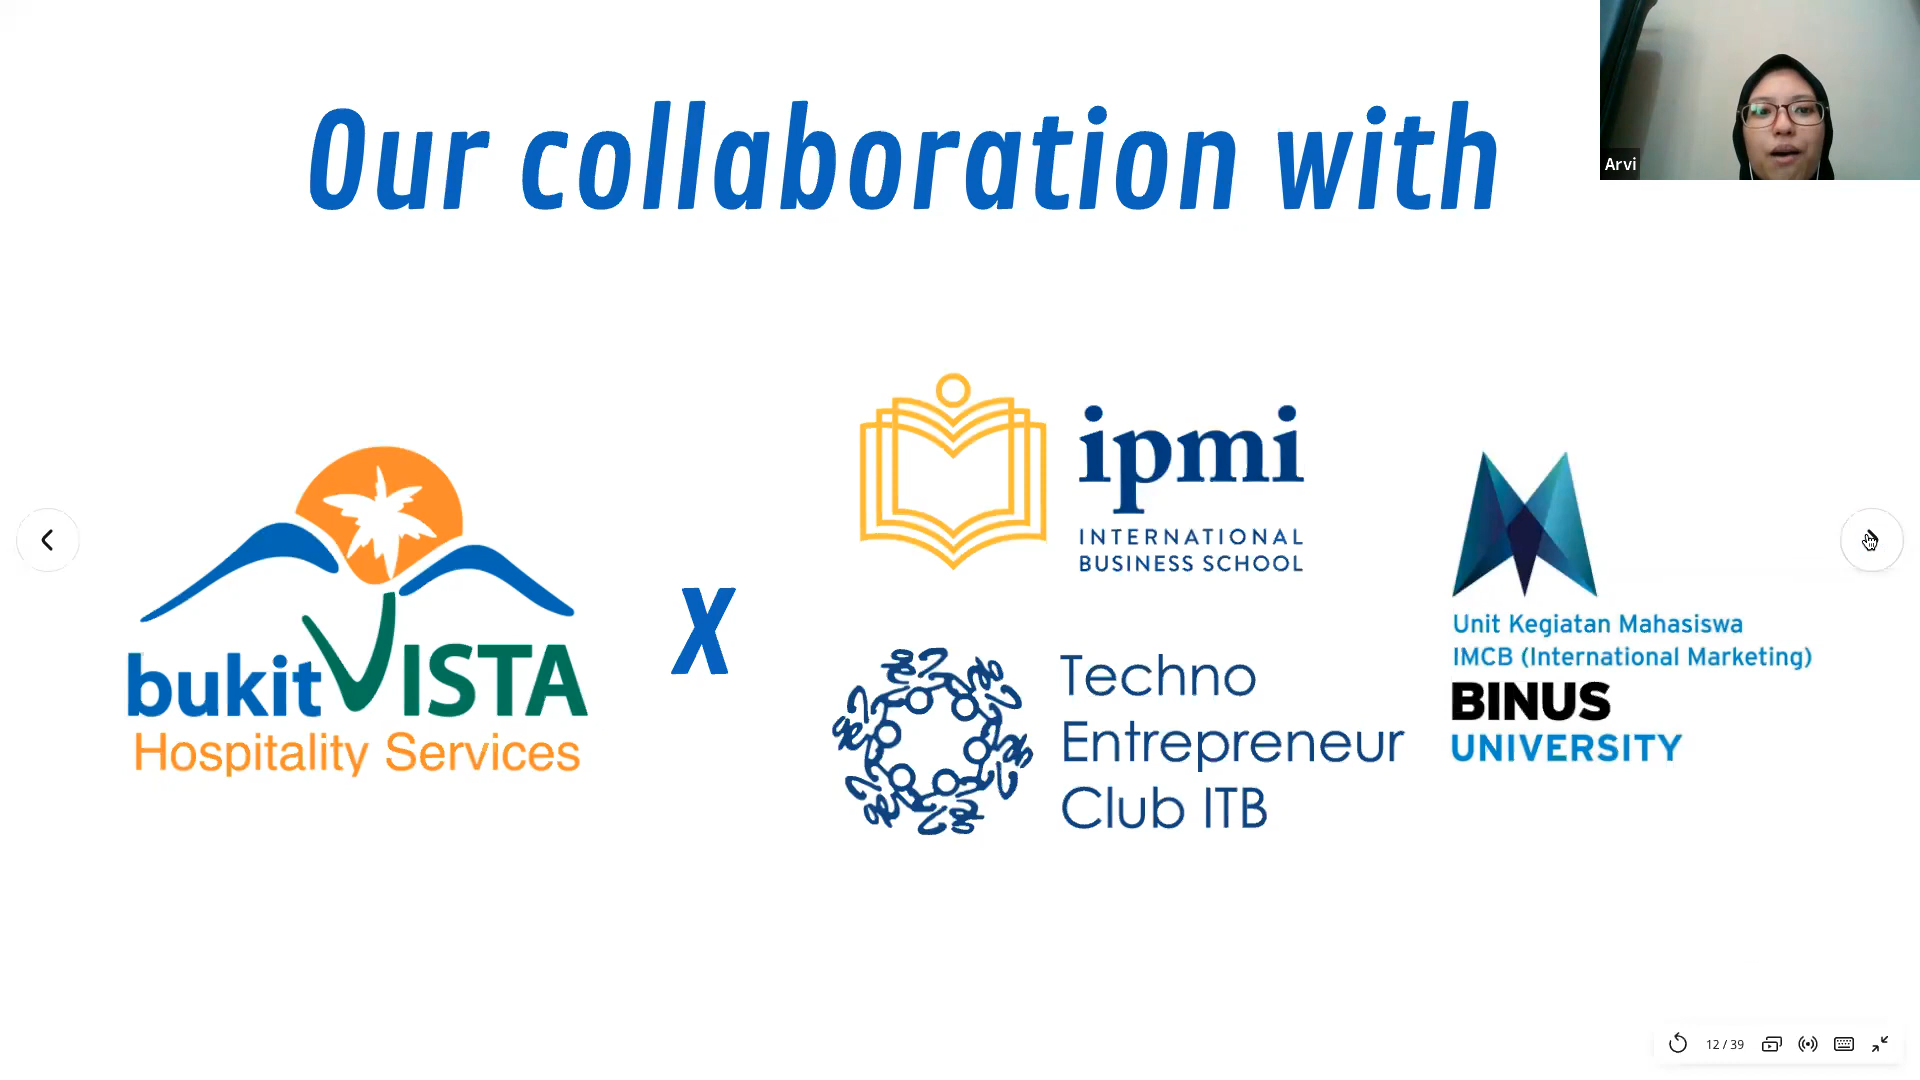 Our collaboration with
Arvi
bukitVISTA
Hospitality Services
X
ipmi
INTERNATIONAL
BUSINESS SCHOOL
Techno
Entrepreneur
Club ITB
Unit Kegiatan Mahasiswa
IMCB (International Marketing)
BINUS
UNIVERSITY
12 / 39